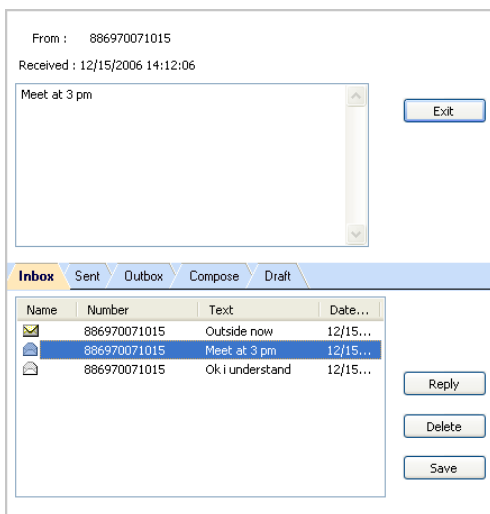 From : 886970071015
Received : 12/15/2006 14:12:06
Meet at 3 pm
Exit
Inbox Sent Outbox Compose Draft
Name Number Text Date...
886970071015 Outside now 12/15...
886970071015 Meet at 3 pm 12/15...
886970071015 Ok i understand 12/15...
Reply
Delete
Save